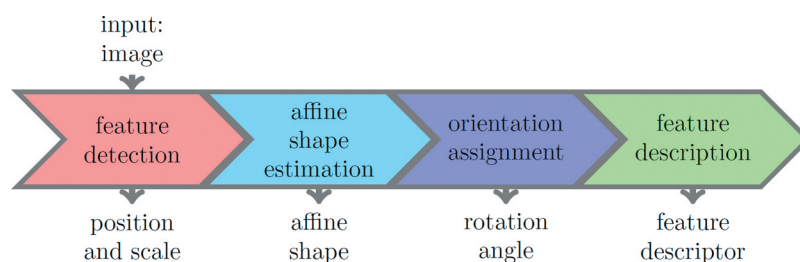 input:
image
feature
detection
affine
shape
estimation
orientation
assignment
feature
description
position
and scale
affine
shape
rotation
angle
feature
descriptor